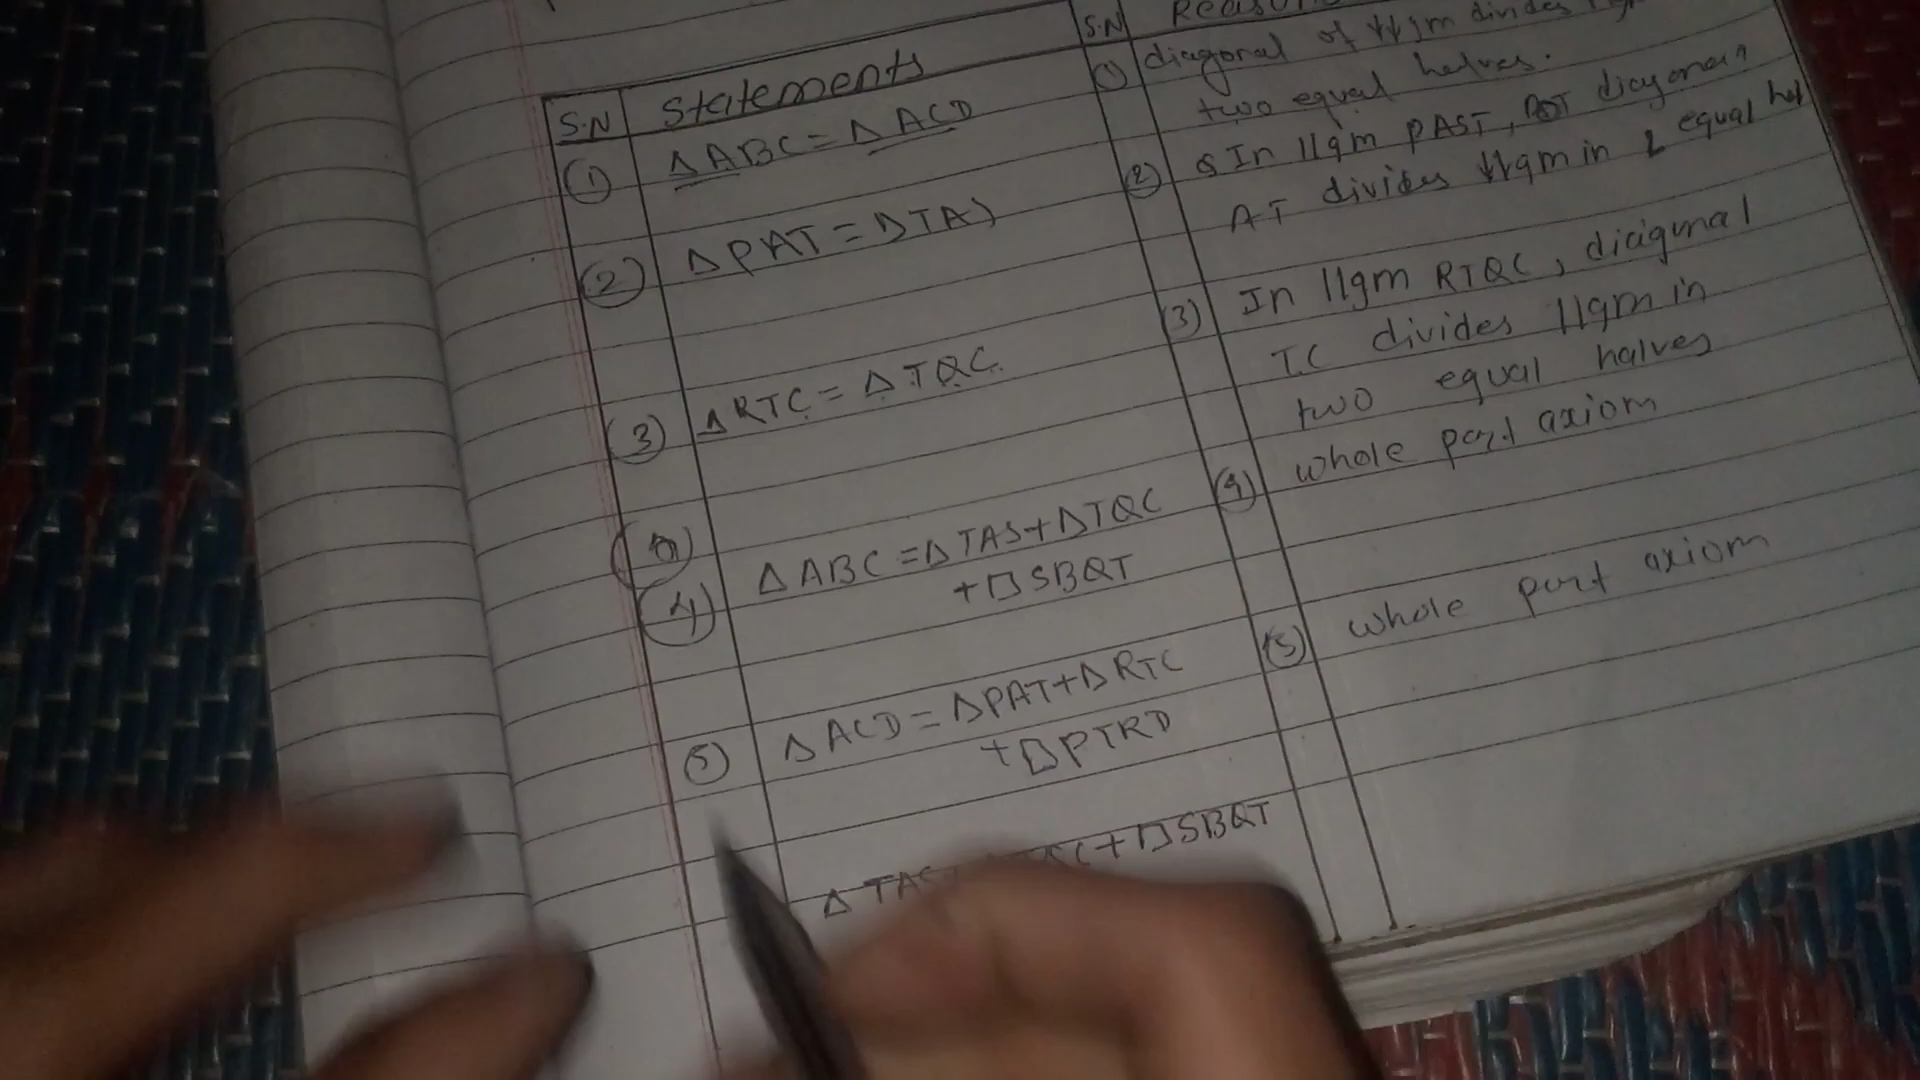 S.N Statements S.N
① ΔABC = ΔACD ① diagonal of ||gm divides
two equal halves.
② ΔPAT = ΔTAS ② In ||gm PAST, diagonal
AT divides ||gm in 2 equal
③ ΔRTC = ΔTQC. ③ In ||gm RTQC, diagonal
TC divides ||gm in
two equal halves
④ ΔABC = ΔTAS + ΔTQC ④ whole part axiom
+ ▱SBQT
⑤ ΔACD = ΔPAT + ΔRTC ⑤ whole part axiom
+ ▱PTRD
Δ TAS + ▱SBQT